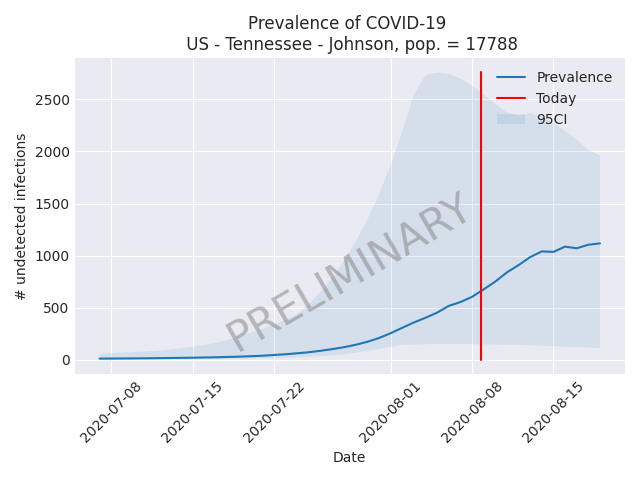 Prevalence of COVID-19
US - Tennessee - Johnson, pop. = 17788
Prevalence
Today
95CI
PRELIMINARY
# undetected infections
2500
2000
1500
1000
500
0
2020-07-08
2020-07-15
2020-07-22
2020-08-01
2020-08-08
2020-08-15
Date